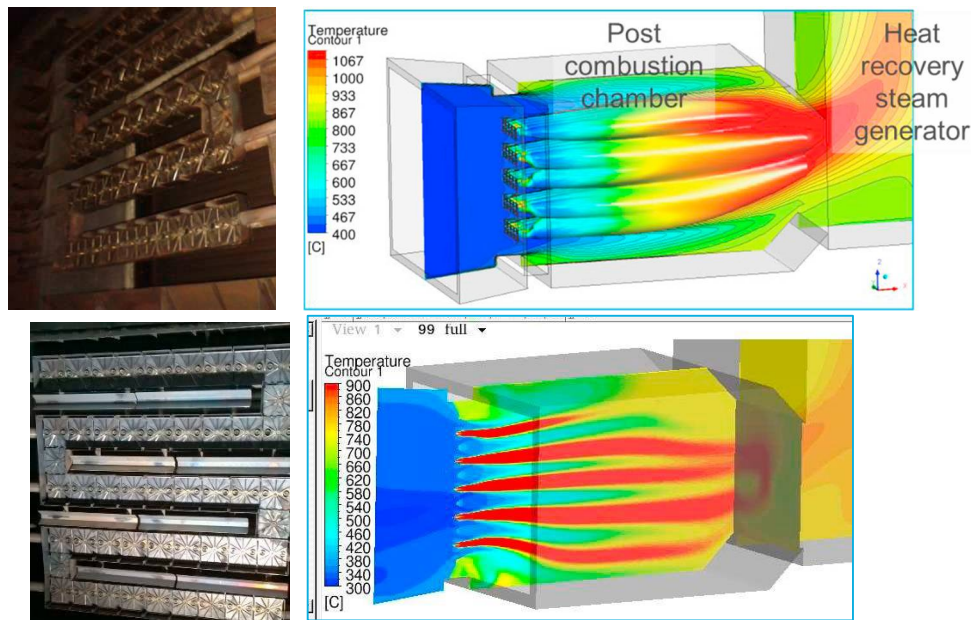 Temperature
Contour 1
1067
1000
933
867
800
733
667
600
533
467
400
[C]
Post
combustion
chamber
Heat
recovery
steam
generator
z
x
View 1 99 full
Temperature
Contour 1
900
860
820
780
740
700
660
620
580
540
500
460
420
380
340
300
[C]